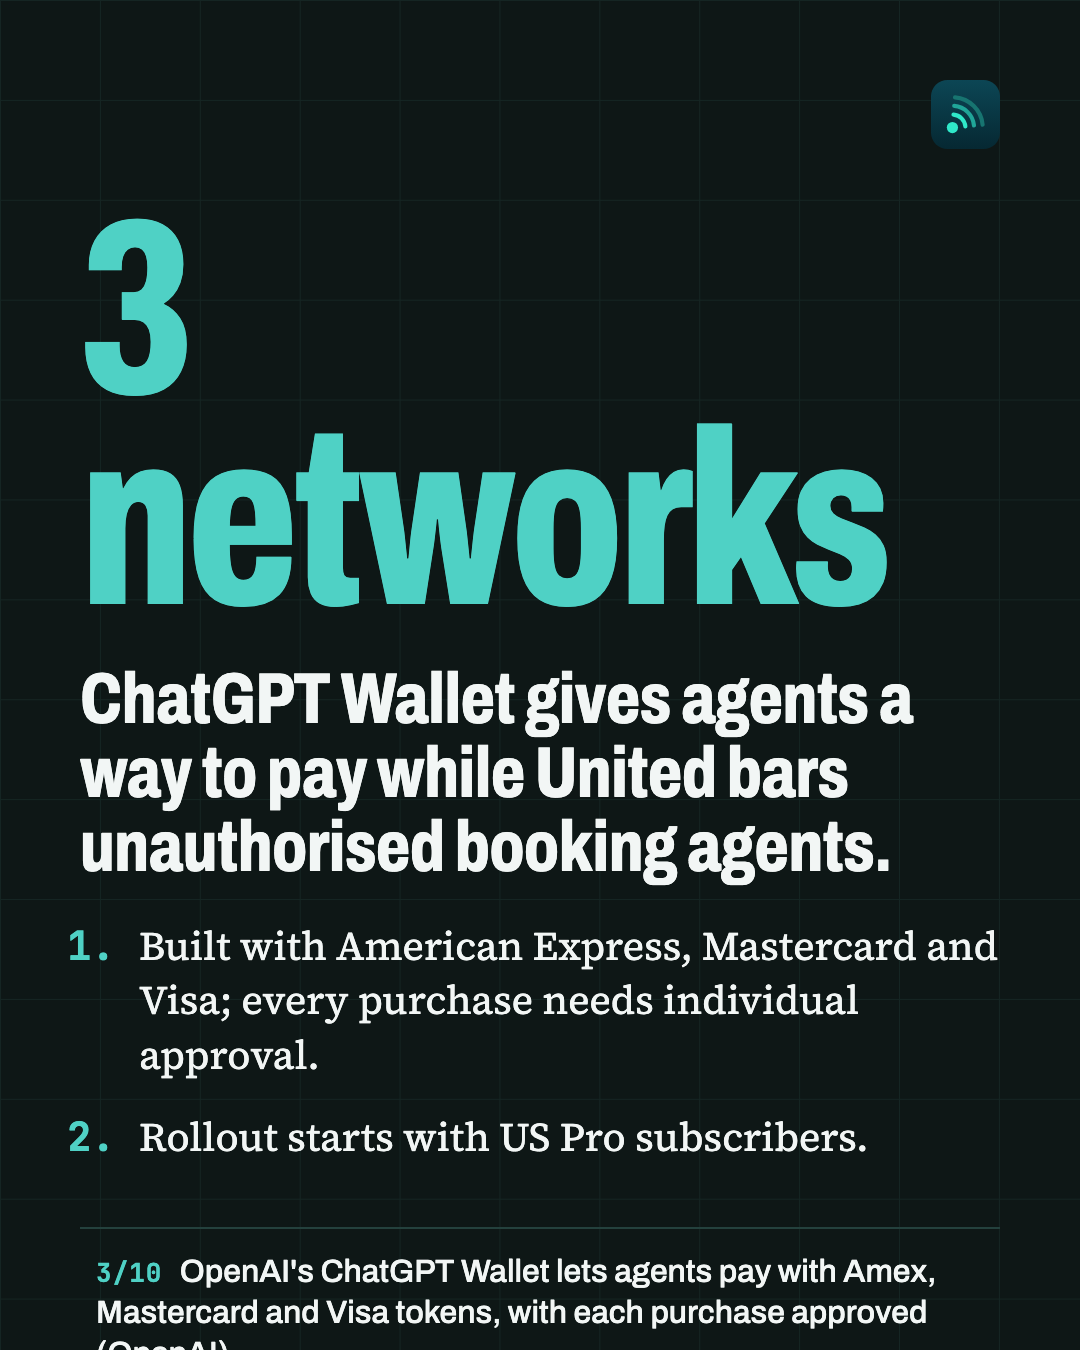 3
networks
ChatGPT Wallet gives agents a
way to pay while United bars
unauthorised booking agents.
1. Built with American Express, Mastercard and
Visa; every purchase needs individual
approval.
2. Rollout starts with US Pro subscribers.
3/10 OpenAI's ChatGPT Wallet lets agents pay with Amex,
Mastercard and Visa tokens, with each purchase approved
(OpenAI)